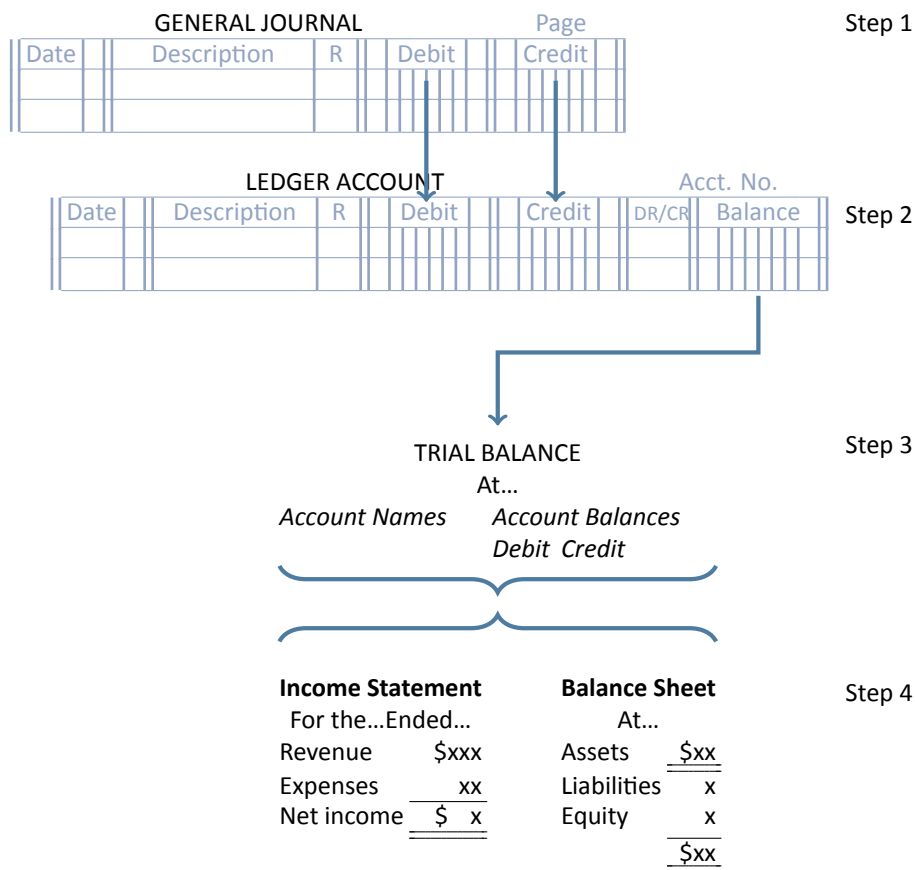 GENERAL JOURNAL Page Step 1
Date Description R Debit Credit
LEDGER ACCOUNT Acct. No.
Date Description R Debit Credit DR/CR Balance Step 2
TRIAL BALANCE Step 3
At…
Account Names Account Balances
Debit Credit
Income Statement Balance Sheet Step 4
For the…Ended… At…
Revenue $xxx Assets $xx
Expenses xx Liabilities x
Net income $ x Equity x
$xx